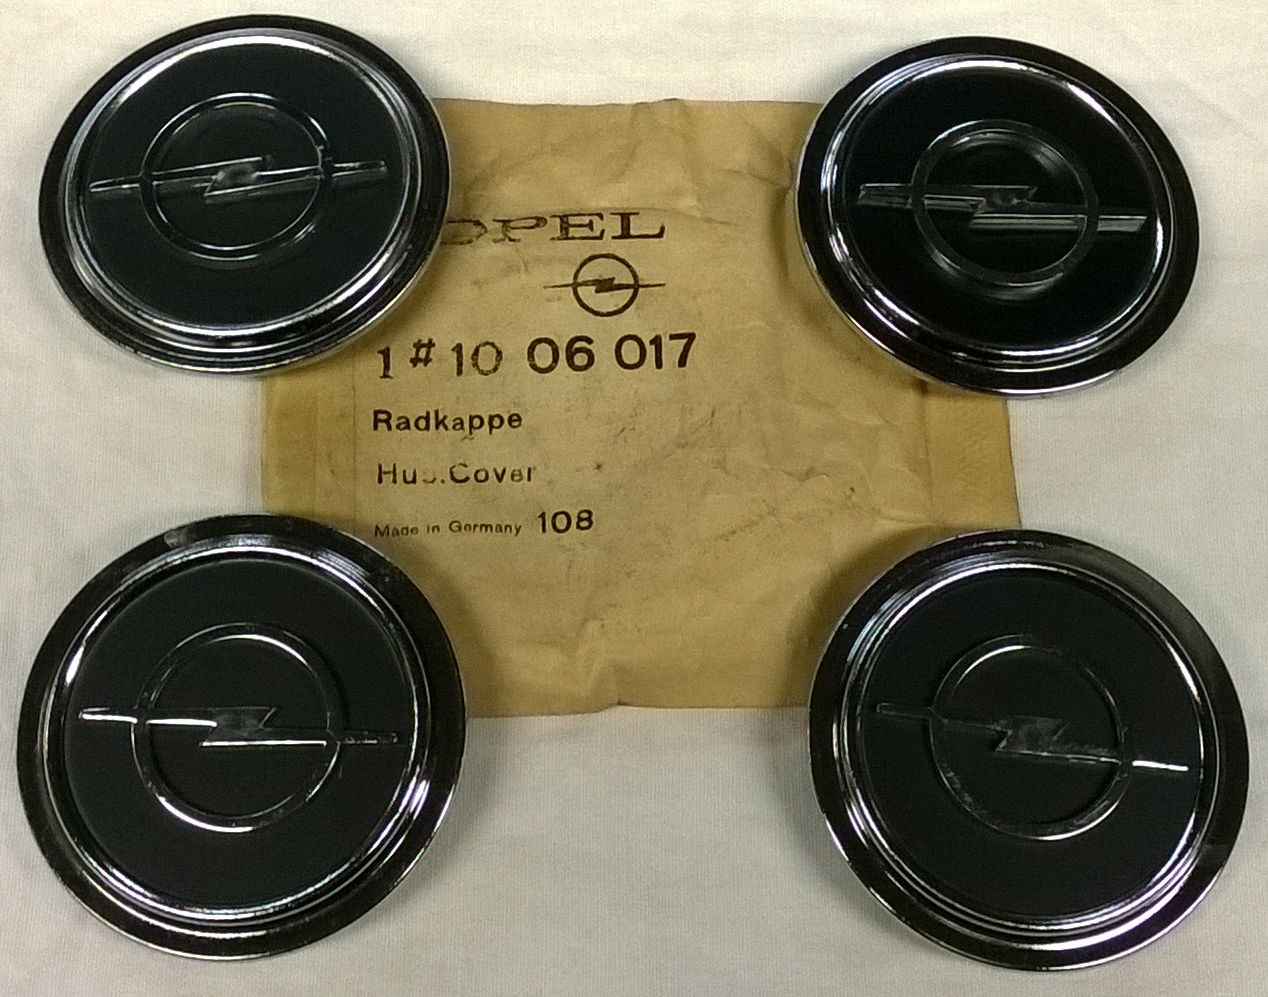 OPEL
1 # 10 06 017
Radkappe
Hub.Cover
Made in Germany 108